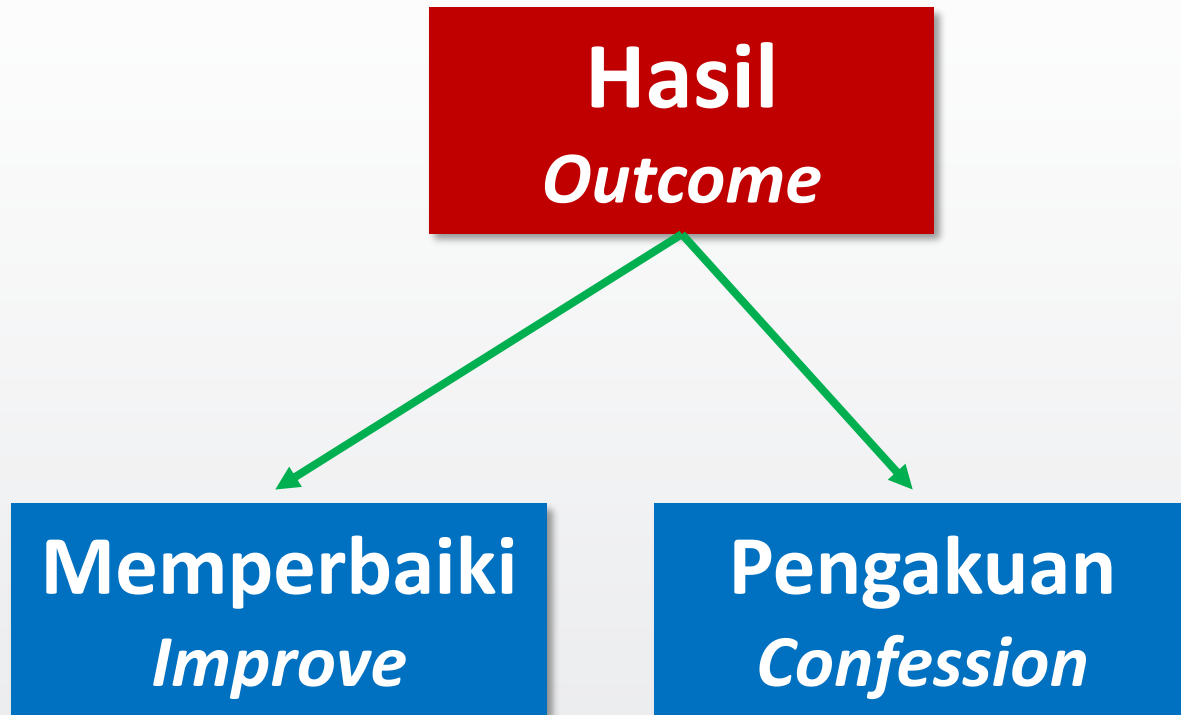 Hasil
Outcome
Memperbaiki
Improve
Pengakuan
Confession